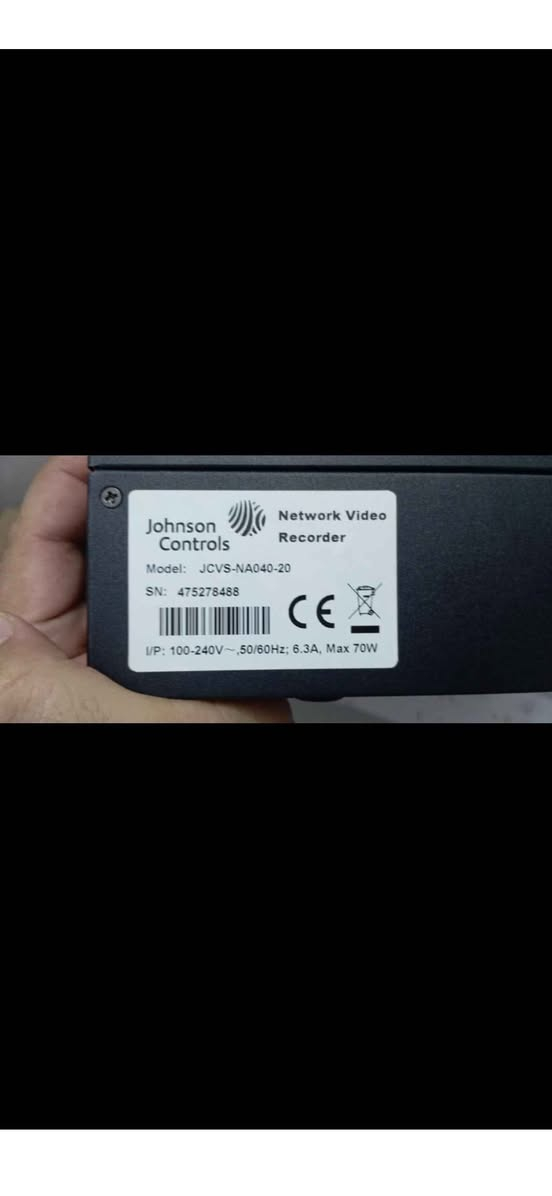 Johnson
Controls
Network Video
Recorder
Model: JCVS-NA040-20
SN: 475278488
CE
I/P: 100-240V~,50/60Hz; 6.3A, Max 70W